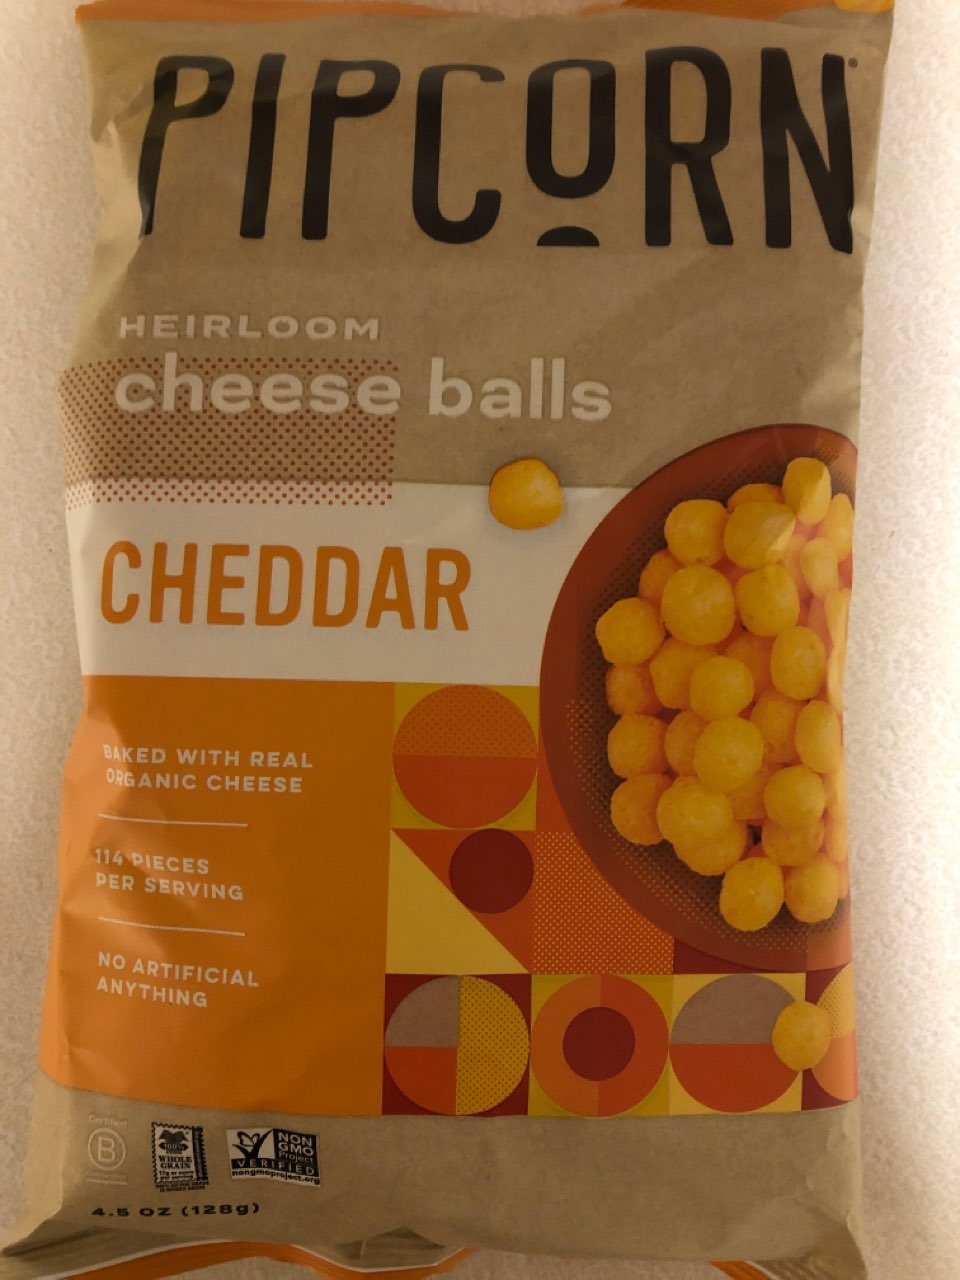 PIPCORN
HEIRLOOM
cheese balls
CHEDDAR
BAKED WITH REAL
ORGANIC CHEESE
114 PIECES
PER SERVING
NO ARTIFICIAL
ANYTHING
Certified
B
100%
WHOLE
GRAIN
NON
GMO
Project
VERIFIED
nongmoproject.org
4.5 OZ (128g)